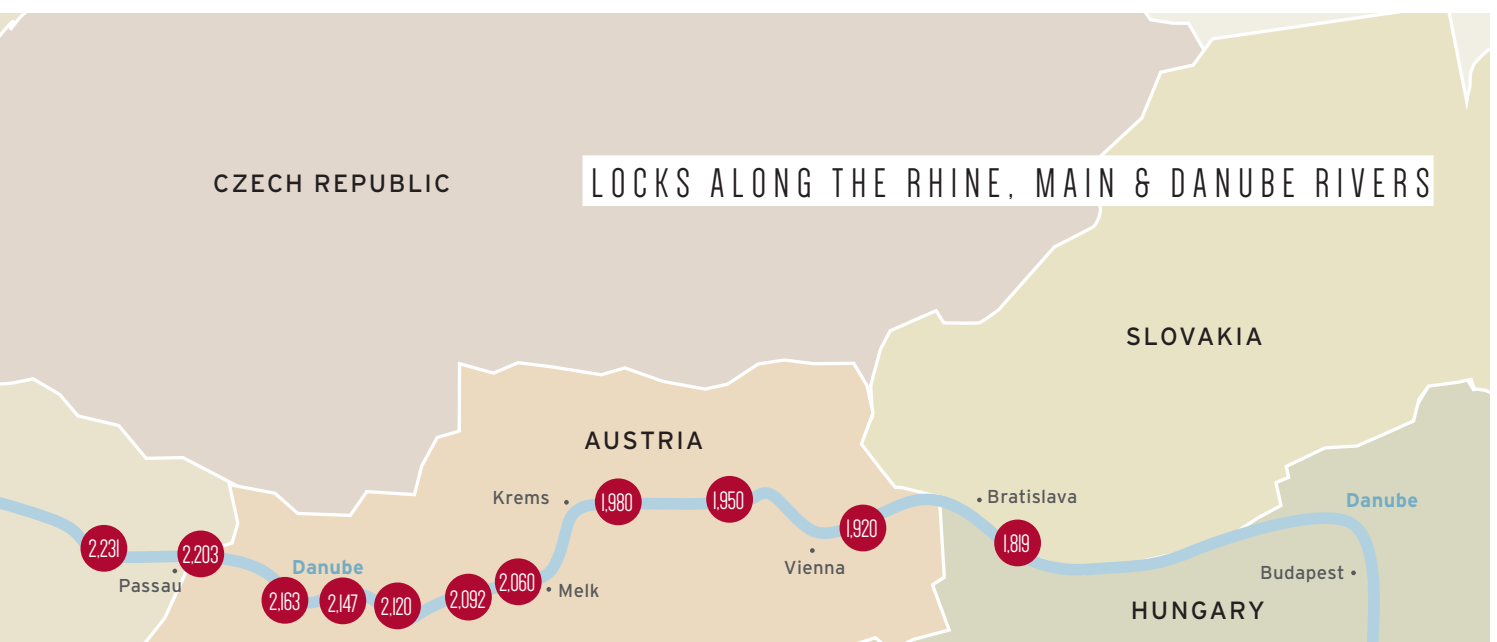 CZECH REPUBLIC
LOCKS ALONG THE RHINE, MAIN & DANUBE RIVERS
SLOVAKIA
AUSTRIA
Krems
1,980
1,950
1,920
Bratislava
1,819
Danube
2,231
2,203
Passau
Danube
2,163
2,147
2,120
2,092
2,060
Melk
Vienna
Budapest
HUNGARY